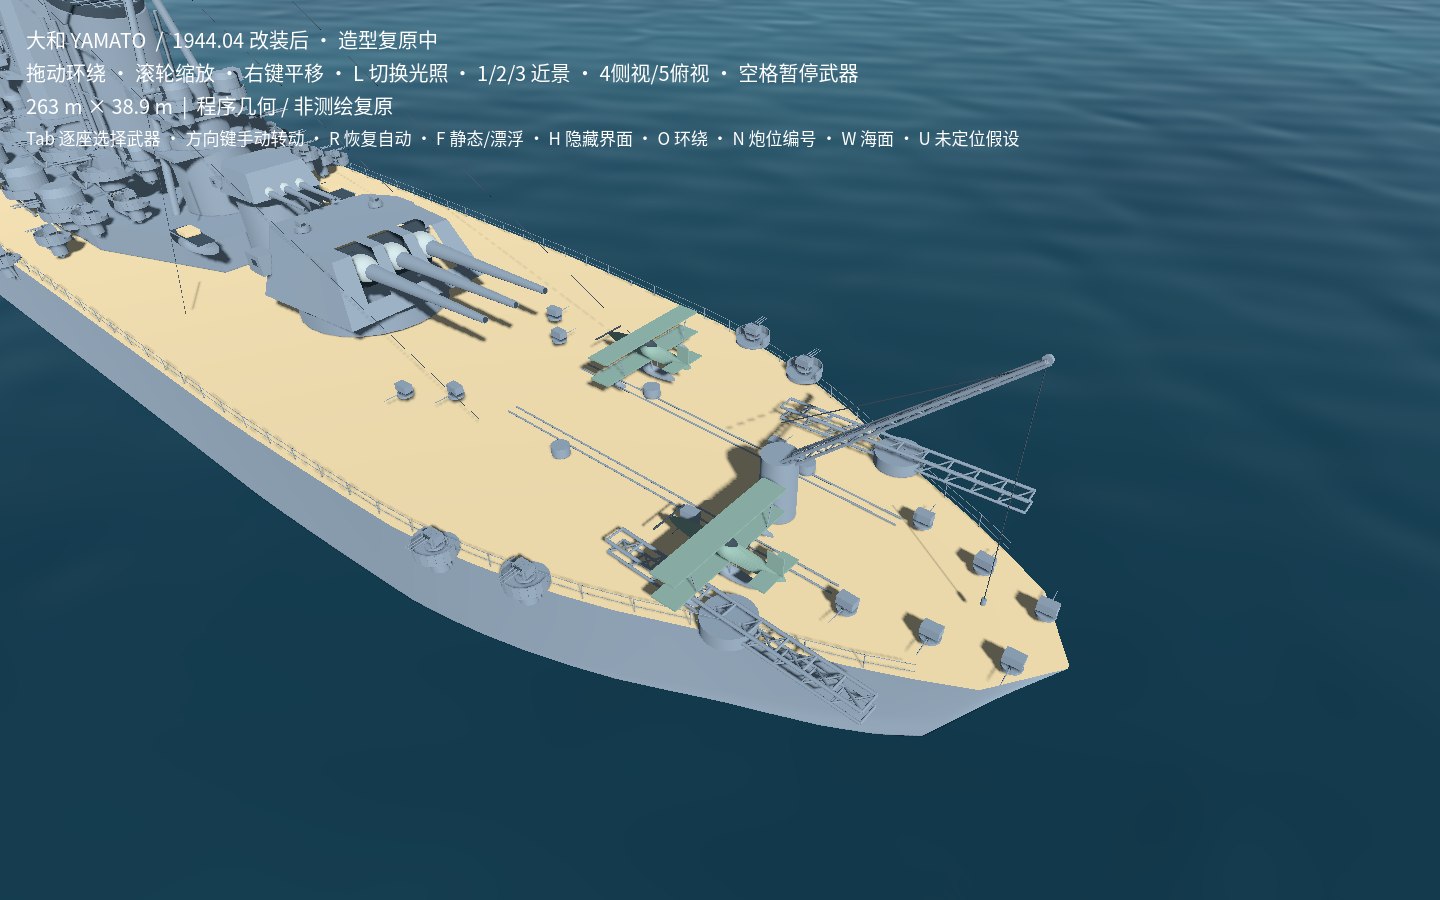 大和 YAMATO / 1944.04 改装后 · 造型复原中
拖动环绕 · 滚轮缩放 · 右键平移 · L 切换光照 · 1/2/3 近景 · 4侧视/5俯视 · 空格暂停武器
263 m × 38.9 m | 程序几何 / 非测绘复原
Tab 逐座选择武器 · 方向键手动转动 · R 恢复自动 · F 静态/漂浮 · H 隐藏界面 · O 环绕 · N 炮位编号 · W 海面 · U 未定位假设